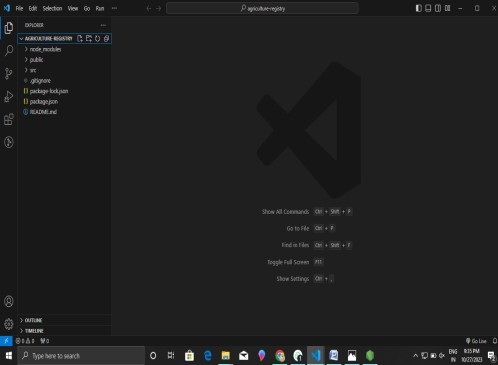 File Edit Selection View Go Run ···
agriculture-registry
EXPLORER ···
AGRICULTURE-REGISTRY
node_modules
public
src
.gitignore
package-lock.json
package.json
README.md
Show All Commands Ctrl + Shift + P
Go to File Ctrl + P
Find in Files Ctrl + Shift + F
Toggle Full Screen F11
Show Settings Ctrl + ,
OUTLINE
TIMELINE
0 0 0 Go Live
Type here to search
ENG 9:35 PM
IN 10/27/2023